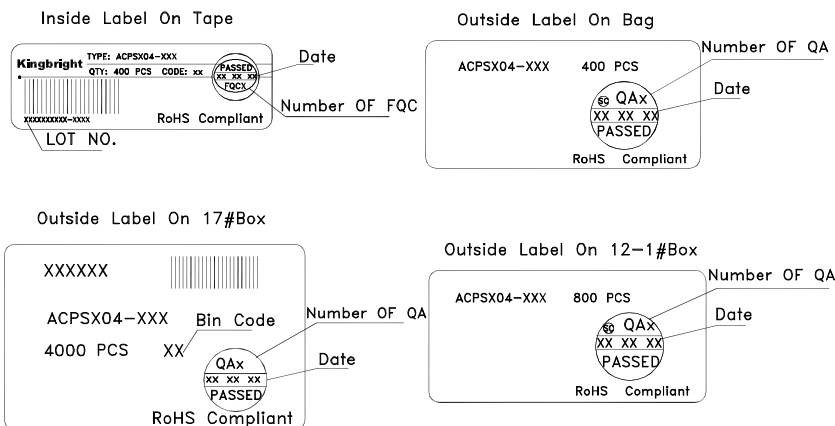 Inside Label On Tape
Kingbright TYPE: ACPSX04-XXX
QTY: 400 PCS CODE: XX
PASSED
XX XX XX
FQCX
Date
Number OF FQC
XXXXXXXXXX-XXXX
RoHS Compliant
LOT NO.
Outside Label On Bag
ACPSX04-XXX 400 PCS
Number OF QA
SC QAx
Date
XX XX XX
PASSED
RoHS Compliant
Outside Label On 17#Box
XXXXXX
ACPSX04-XXX
Bin Code
Number OF QA
4000 PCS XX
QAx
Date
XX XX XX
PASSED
RoHS Compliant
Outside Label On 12-1#Box
ACPSX04-XXX 800 PCS
Number OF QA
SC QAx
Date
XX XX XX
PASSED
RoHS Compliant